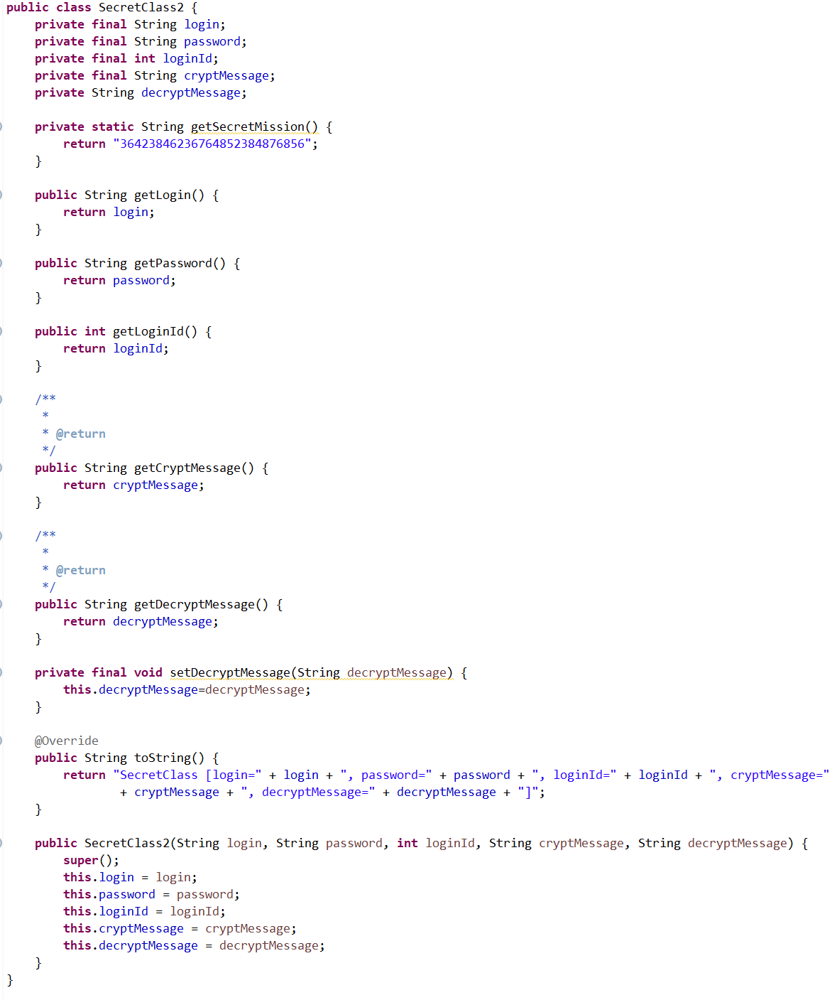 public class SecretClass2 {
    private final String login;
    private final String password;
    private final int loginId;
    private final String cryptMessage;
    private String decryptMessage;

    private static String getSecretMission() {
        return "36423846236764852384876856";
    }

    public String getLogin() {
        return login;
    }

    public String getPassword() {
        return password;
    }

    public int getLoginId() {
        return loginId;
    }

    /**
     *
     * @return
     */
    public String getCryptMessage() {
        return cryptMessage;
    }

    /**
     *
     * @return
     */
    public String getDecryptMessage() {
        return decryptMessage;
    }

    private final void setDecryptMessage(String decryptMessage) {
        this.decryptMessage=decryptMessage;
    }

    @Override
    public String toString() {
        return "SecretClass [login=" + login + ", password=" + password + ", loginId=" + loginId + ", cryptMessage="
                + cryptMessage + ", decryptMessage=" + decryptMessage + "]";
    }

    public SecretClass2(String login, String password, int loginId, String cryptMessage, String decryptMessage) {
        super();
        this.login = login;
        this.password = password;
        this.loginId = loginId;
        this.cryptMessage = cryptMessage;
        this.decryptMessage = decryptMessage;
    }
}